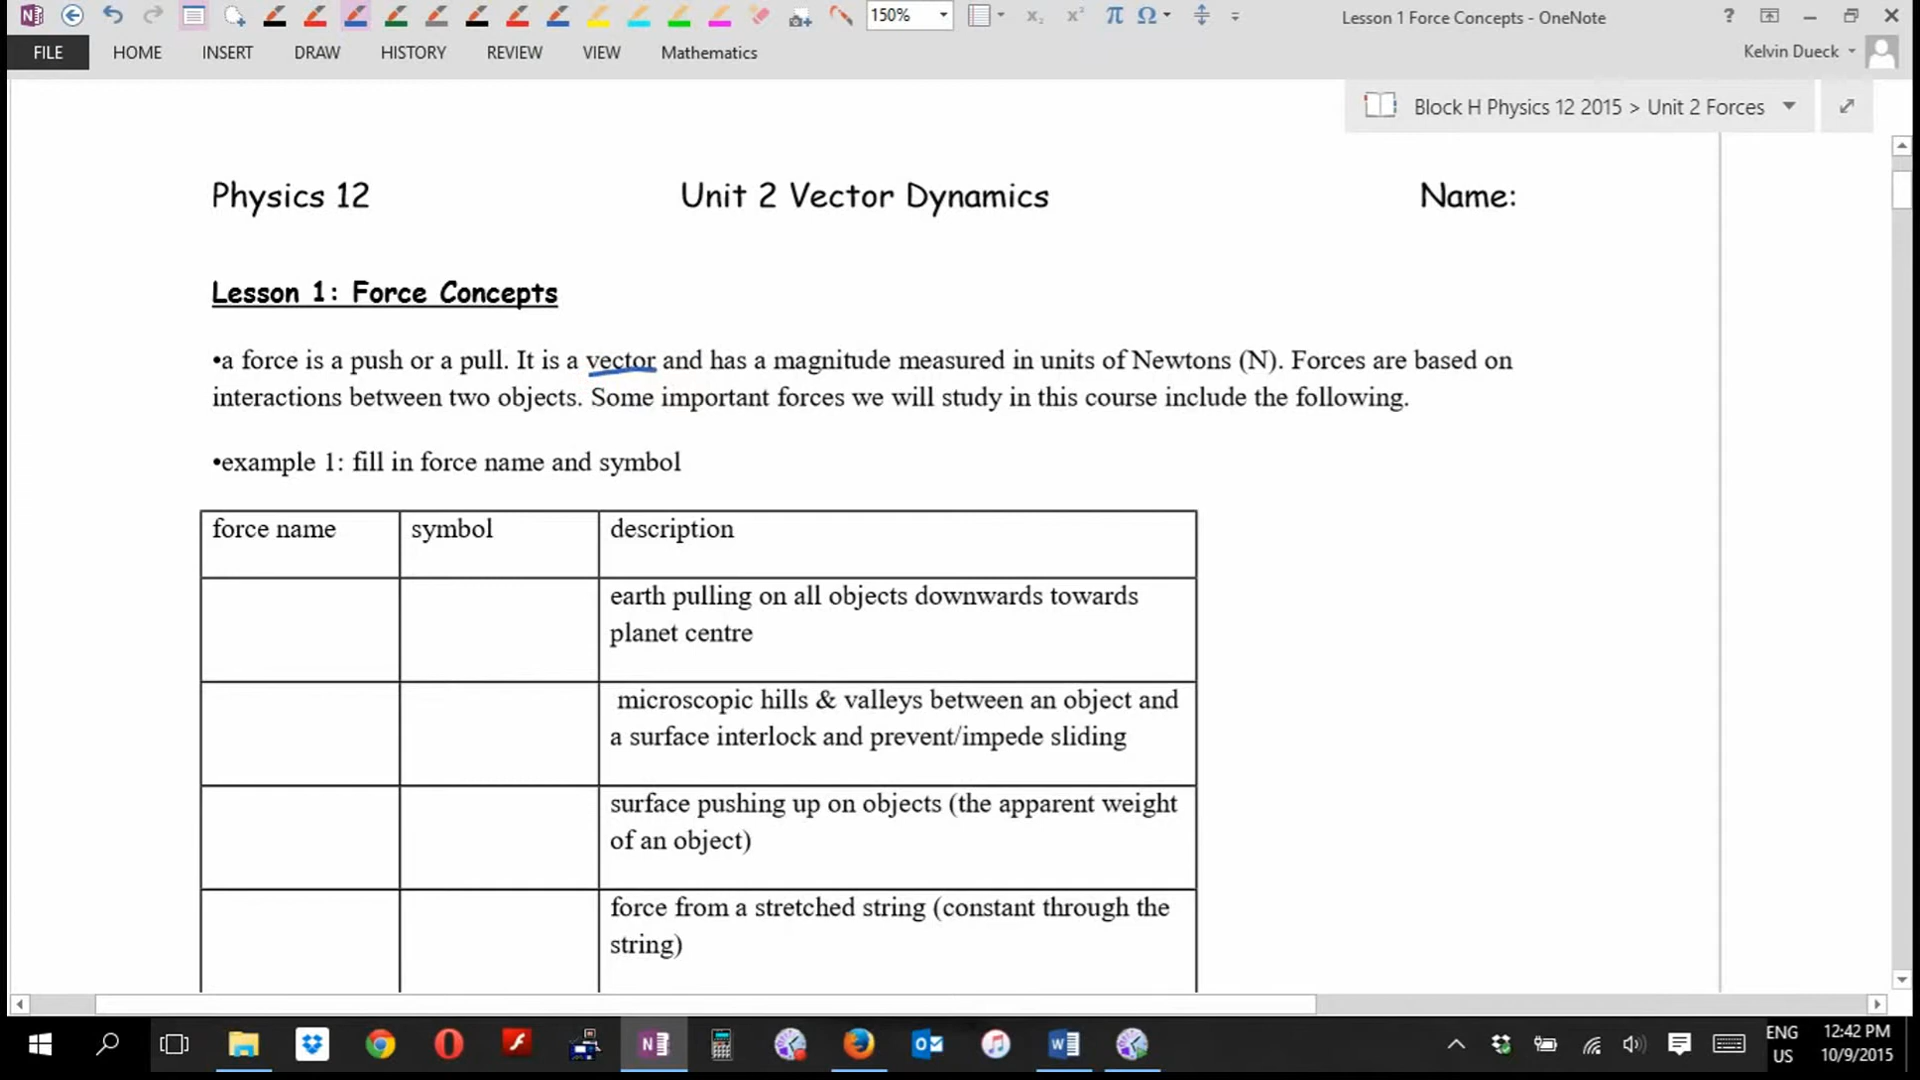 150%
x₂ x² π Ω
Lesson 1 Force Concepts - OneNote
?
FILE HOME INSERT DRAW HISTORY REVIEW VIEW Mathematics
Kelvin Dueck
Block H Physics 12 2015 > Unit 2 Forces
Physics 12 Unit 2 Vector Dynamics Name:
Lesson 1: Force Concepts
•a force is a push or a pull. It is a vector and has a magnitude measured in units of Newtons (N). Forces are based on
interactions between two objects. Some important forces we will study in this course include the following.
•example 1: fill in force name and symbol
force name symbol description
earth pulling on all objects downwards towards
planet centre
microscopic hills & valleys between an object and
a surface interlock and prevent/impede sliding
surface pushing up on objects (the apparent weight
of an object)
force from a stretched string (constant through the
string)
ENG
US
12:42 PM
10/9/2015